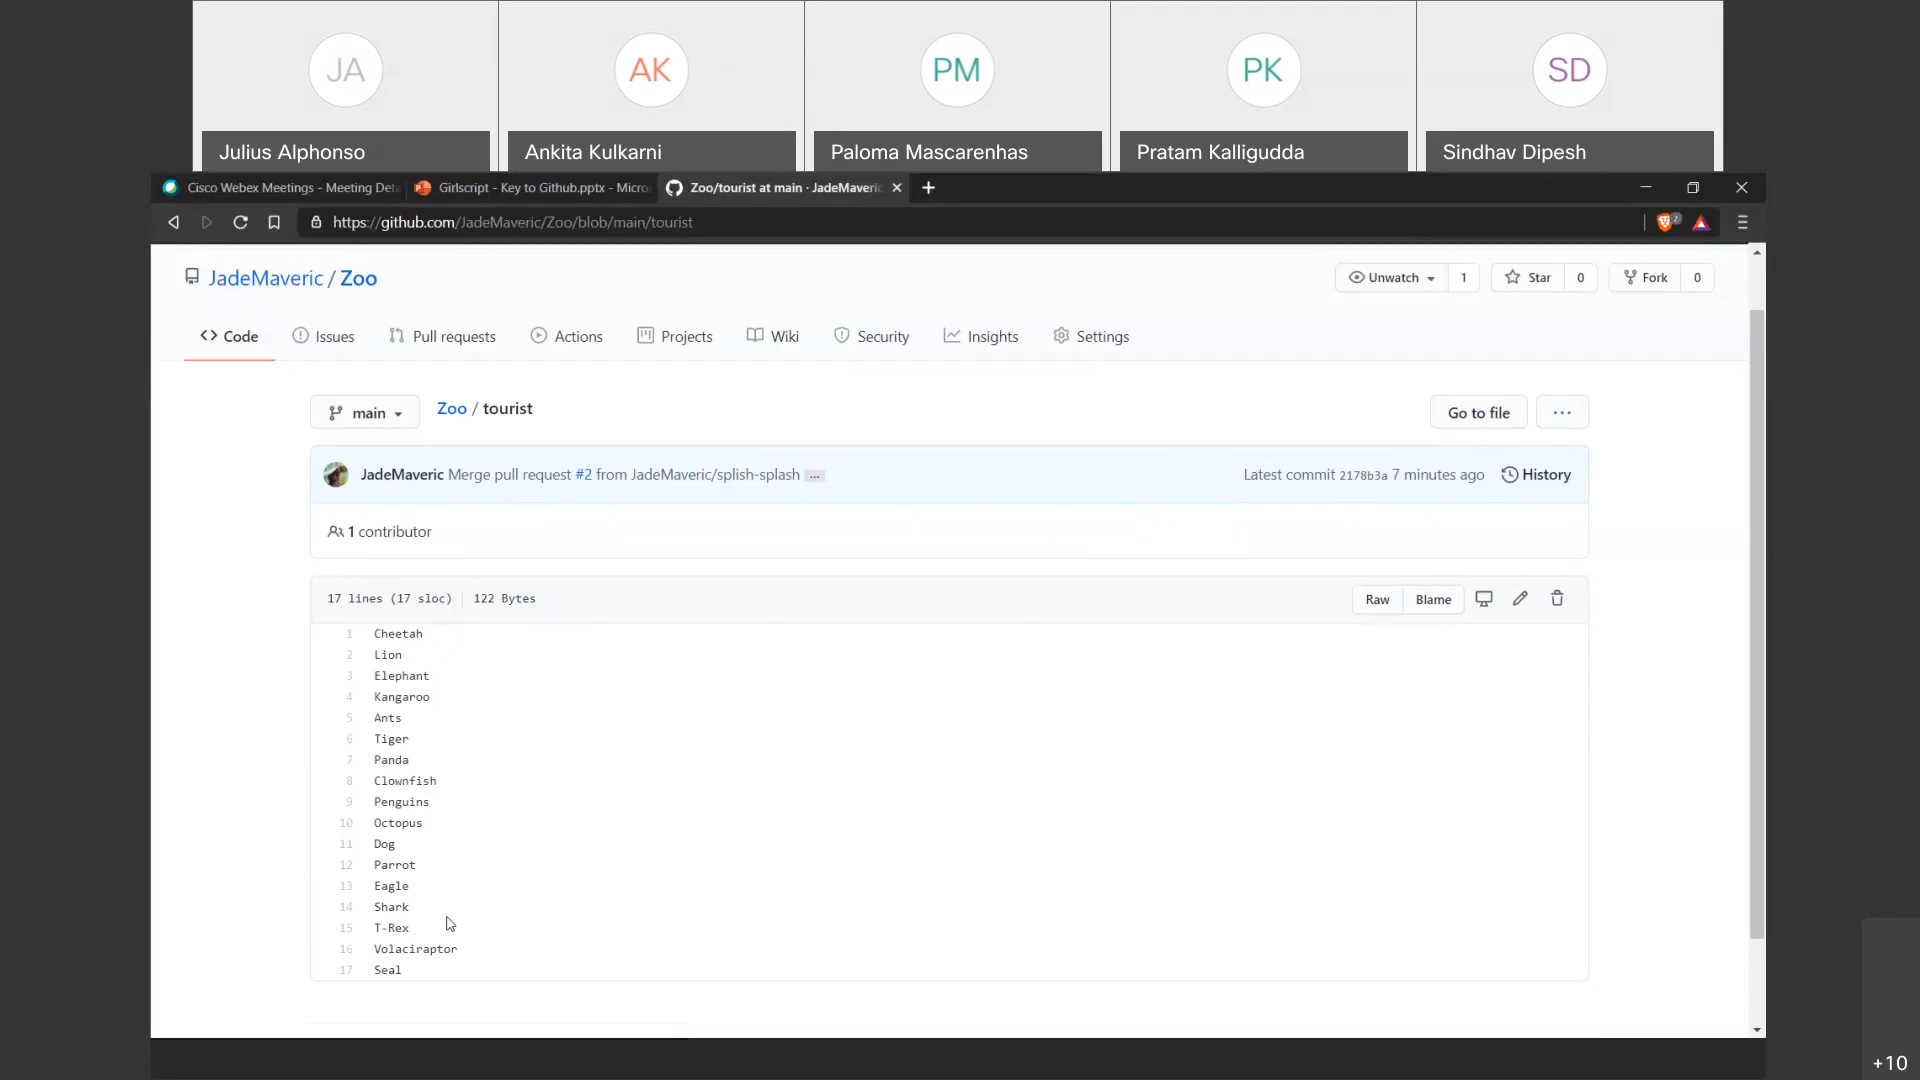 JA AK PM PK SD
Julius Alphonso Ankita Kulkarni Paloma Mascarenhas Pratam Kalligudda Sindhav Dipesh
Cisco Webex Meetings - Meeting Deta Girlscript - Key to Github.pptx - Micro Zoo/tourist at main · JadeMaveric
https://github.com/JadeMaveric/Zoo/blob/main/tourist 2
JadeMaveric / Zoo Unwatch 1 Star 0 Fork 0
Code Issues Pull requests Actions Projects Wiki Security Insights Settings
main Zoo / tourist Go to file ...
JadeMaveric Merge pull request #2 from JadeMaveric/splish-splash ... Latest commit 2178b3a 7 minutes ago History
1 contributor
17 lines (17 sloc) 122 Bytes Raw Blame
1 Cheetah
2 Lion
3 Elephant
4 Kangaroo
5 Ants
6 Tiger
7 Panda
8 Clownfish
9 Penguins
10 Octopus
11 Dog
12 Parrot
13 Eagle
14 Shark
15 T-Rex
16 Volaciraptor
17 Seal
+10